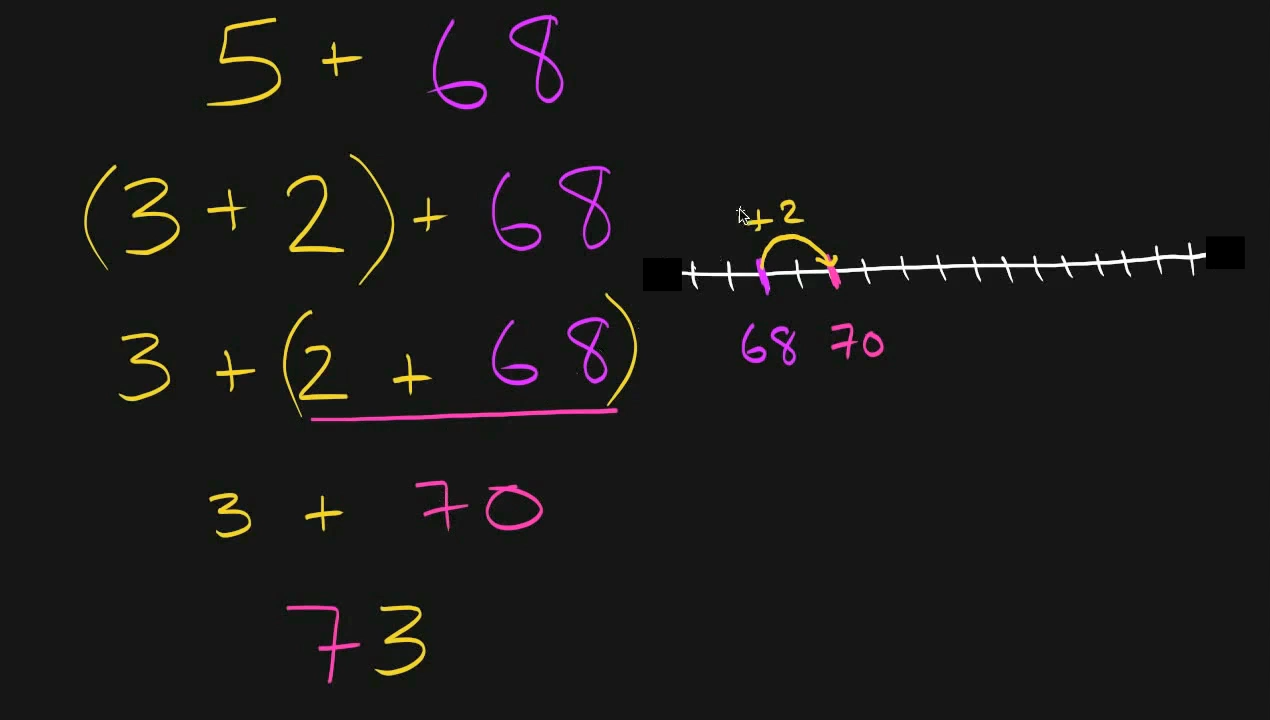 5 + 68
(3 + 2) + 68
3 + (2 + 68)
3 + 70
73
+ 2
68 70